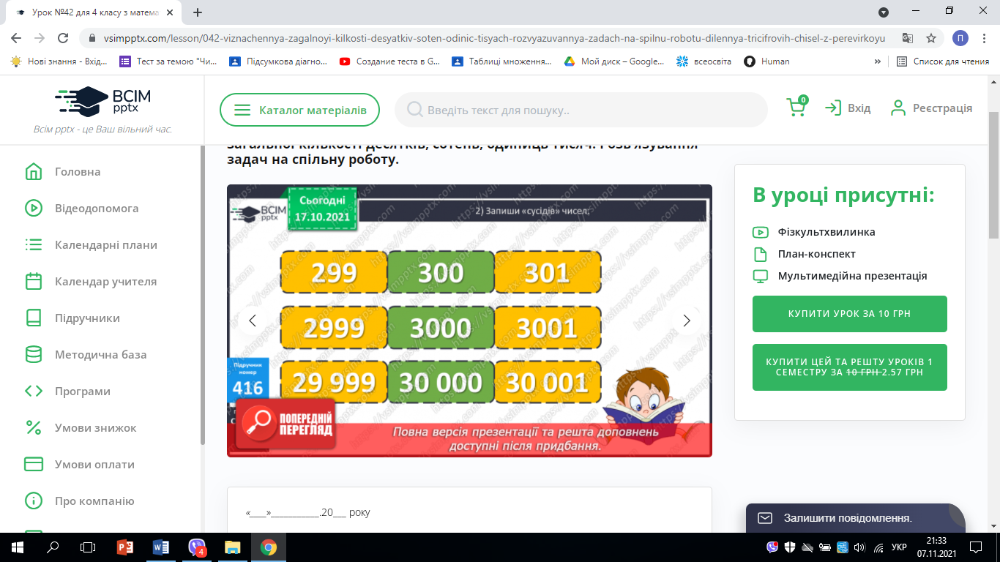 Урок №42 для 4 класу з матема
vsimpptx.com/lesson/042-viznachennya-zagalnoyi-kilkosti-desyatkiv-soten-odinic-tisyach-rozvyazuvannya-zadach-na-spilnu-robotu-dilennya-tricifrovih-chisel-z-perevirkoyu
П
Нові знання - Вхід... Тест за темою "Чи... Підсумкова діагно... Создание теста в G... Таблиці множення... Мой диск – Google... всеосвіта Human » Список для чтения
ВСІМ
pptx
Всім pptx - це Ваш вільний час.
Каталог матеріалів
Введіть текст для пошуку..
0
Вхід
Реєстрація
Головна
Відеодопомога
Календарні плани
Календар учителя
Підручники
Методична база
Програми
Умови знижок
Умови оплати
Про компанію
загальної кількості десятків, сотень, одиниць тисяч. Розв'язування
задач на спільну роботу.
ВСІМ
pptx
Сьогодні
17.10.2021
2) Запиши «сусідів» чисел:
299 300 301
2999 3000 3001
29 999 30 000 30 001
Підручник
номер
416
ПОПЕРЕДНІЙ
ПЕРЕГЛЯД
Повна версія презентації та решта доповнень
доступні після придбання.
https://vsimpptx.com
«___»__________.20___ року
В уроці присутні:
Фізкультхвилинка
План-конспект
Мультимедійна презентація
КУПИТИ УРОК ЗА 10 ГРН
КУПИТИ ЦЕЙ ТА РЕШТУ УРОКІВ 1
СЕМЕСТРУ ЗА 10 ГРН 2.57 ГРН
Залишити повідомлення.
4
УКР
21:33
07.11.2021